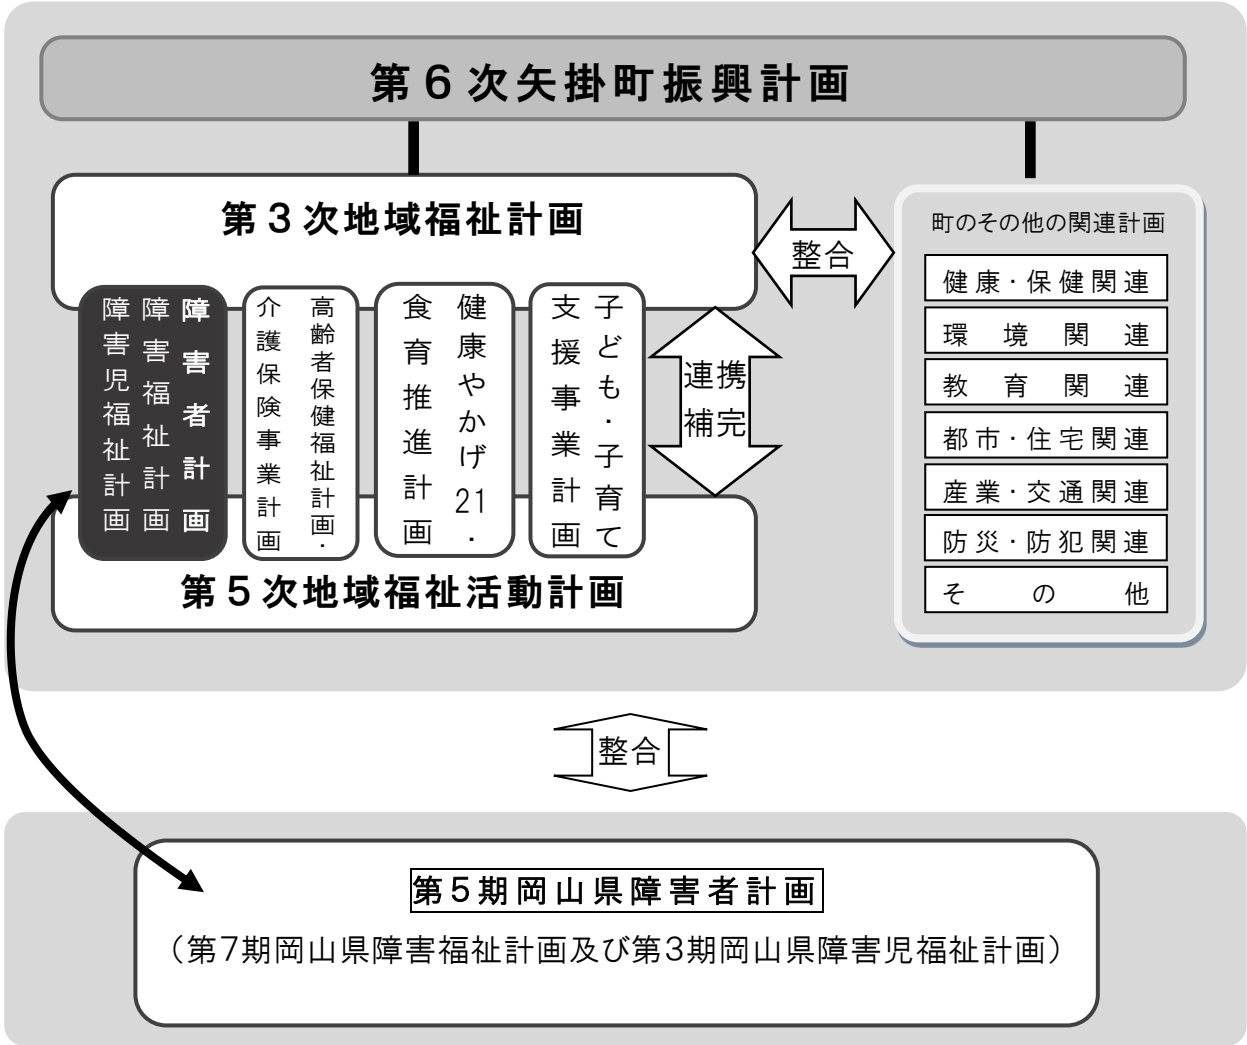 第6次矢掛町振興計画
第3次地域福祉計画
整合
町のその他の関連計画
健康・保健関連
環境関連
教育関連
都市・住宅関連
産業・交通関連
防災・防犯関連
その他
障害者計画
障害福祉計画
障害児福祉計画
高齢者保健福祉計画・
介護保険事業計画
健康やかげ21・
食育推進計画
子ども・子育て
支援事業計画
連携
補完
第5次地域福祉活動計画
整合
第5期岡山県障害者計画
（第7期岡山県障害福祉計画及び第3期岡山県障害児福祉計画）